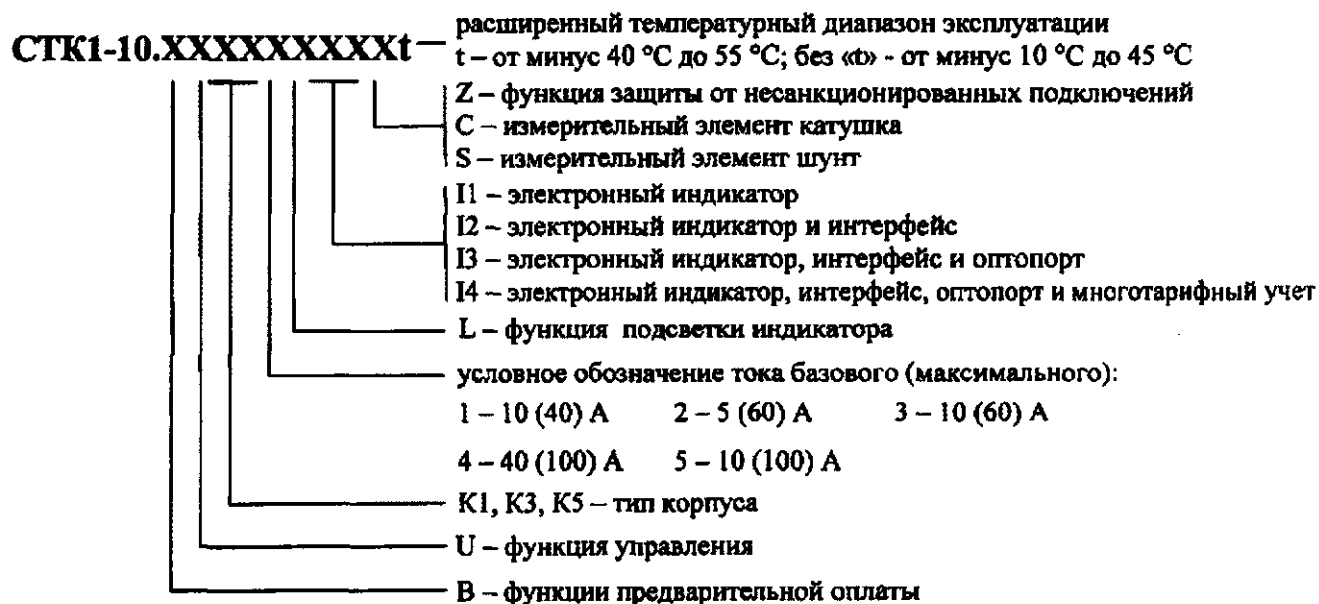 расширенный температурный диапазон эксплуатации
СТК1-10.XXXXXXXXXt
t – от минус 40 °C до 55 °C; без «t» - от минус 10 °C до 45 °C
Z – функция защиты от несанкционированных подключений
C – измерительный элемент катушка
S – измерительный элемент шунт
I1 – электронный индикатор
I2 – электронный индикатор и интерфейс
I3 – электронный индикатор, интерфейс и оптопорт
I4 – электронный индикатор, интерфейс, оптопорт и многотарифный учет
L – функция подсветки индикатора
условное обозначение тока базового (максимального):
1 – 10 (40) А 2 – 5 (60) А 3 – 10 (60) А
4 – 40 (100) А 5 – 10 (100) А
К1, К3, К5 – тип корпуса
U – функция управления
B – функции предварительной оплаты